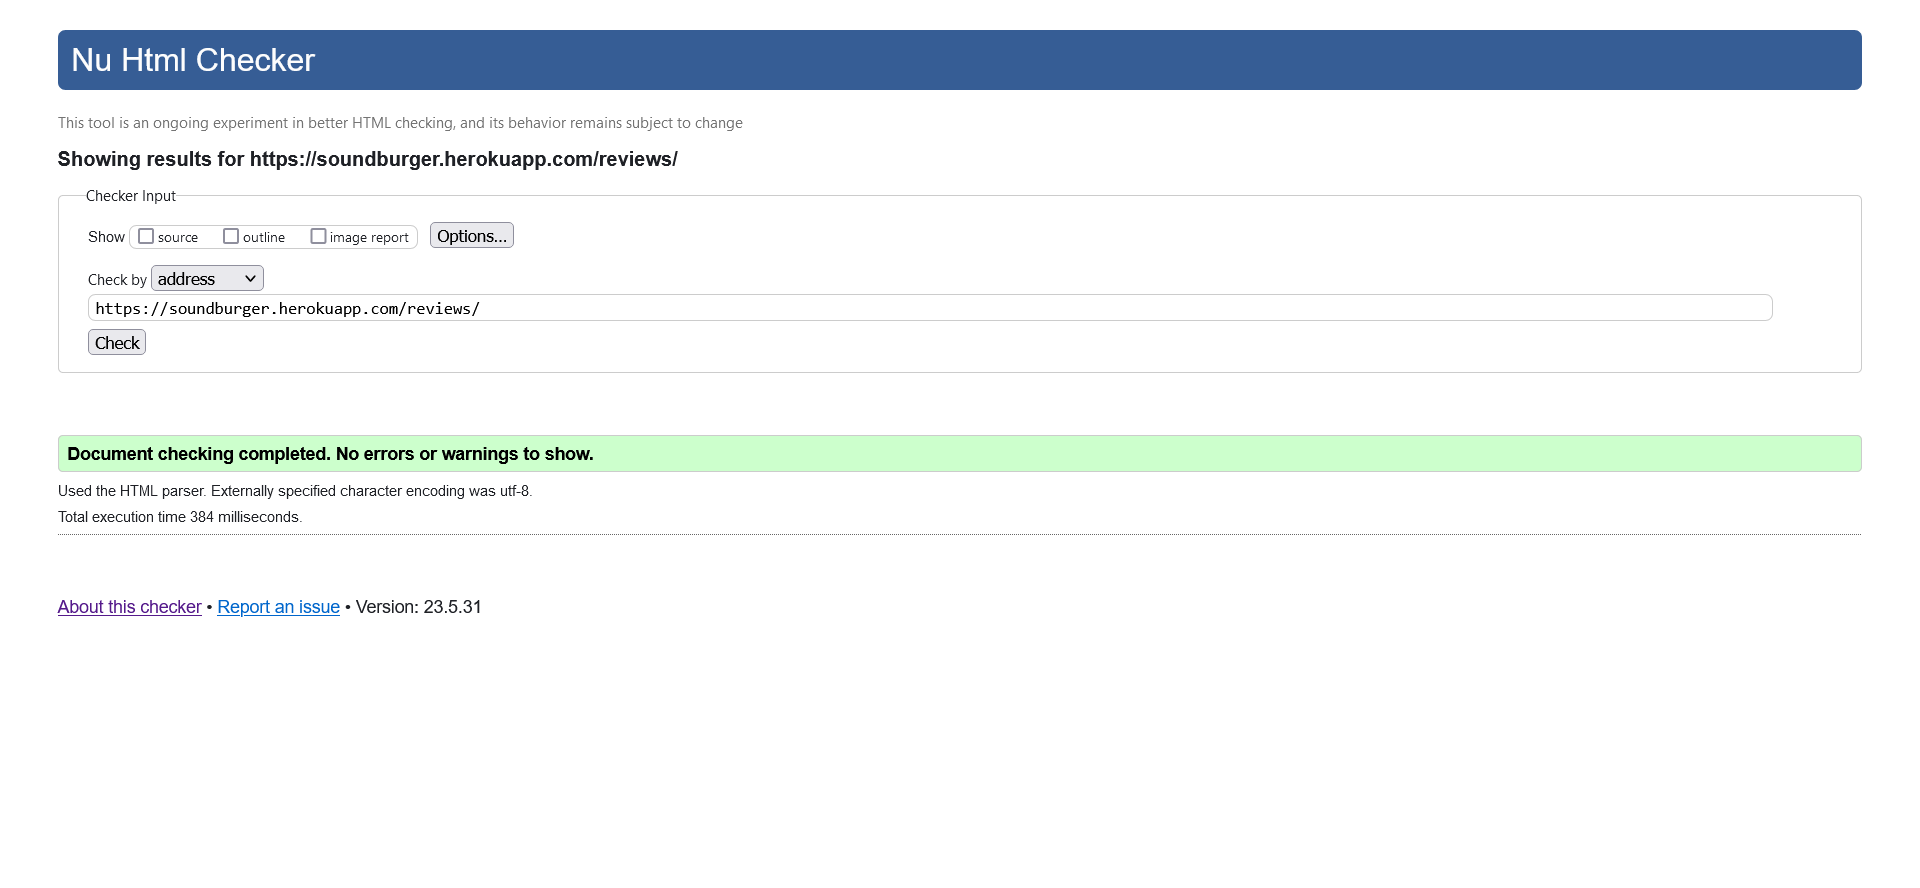 Nu Html Checker
This tool is an ongoing experiment in better HTML checking, and its behavior remains subject to change
Showing results for https://soundburger.herokuapp.com/reviews/
Checker Input
Show source outline image report Options...
Check by address
https://soundburger.herokuapp.com/reviews/
Check
Document checking completed. No errors or warnings to show.
Used the HTML parser. Externally specified character encoding was utf-8.
Total execution time 384 milliseconds.
About this checker • Report an issue • Version: 23.5.31